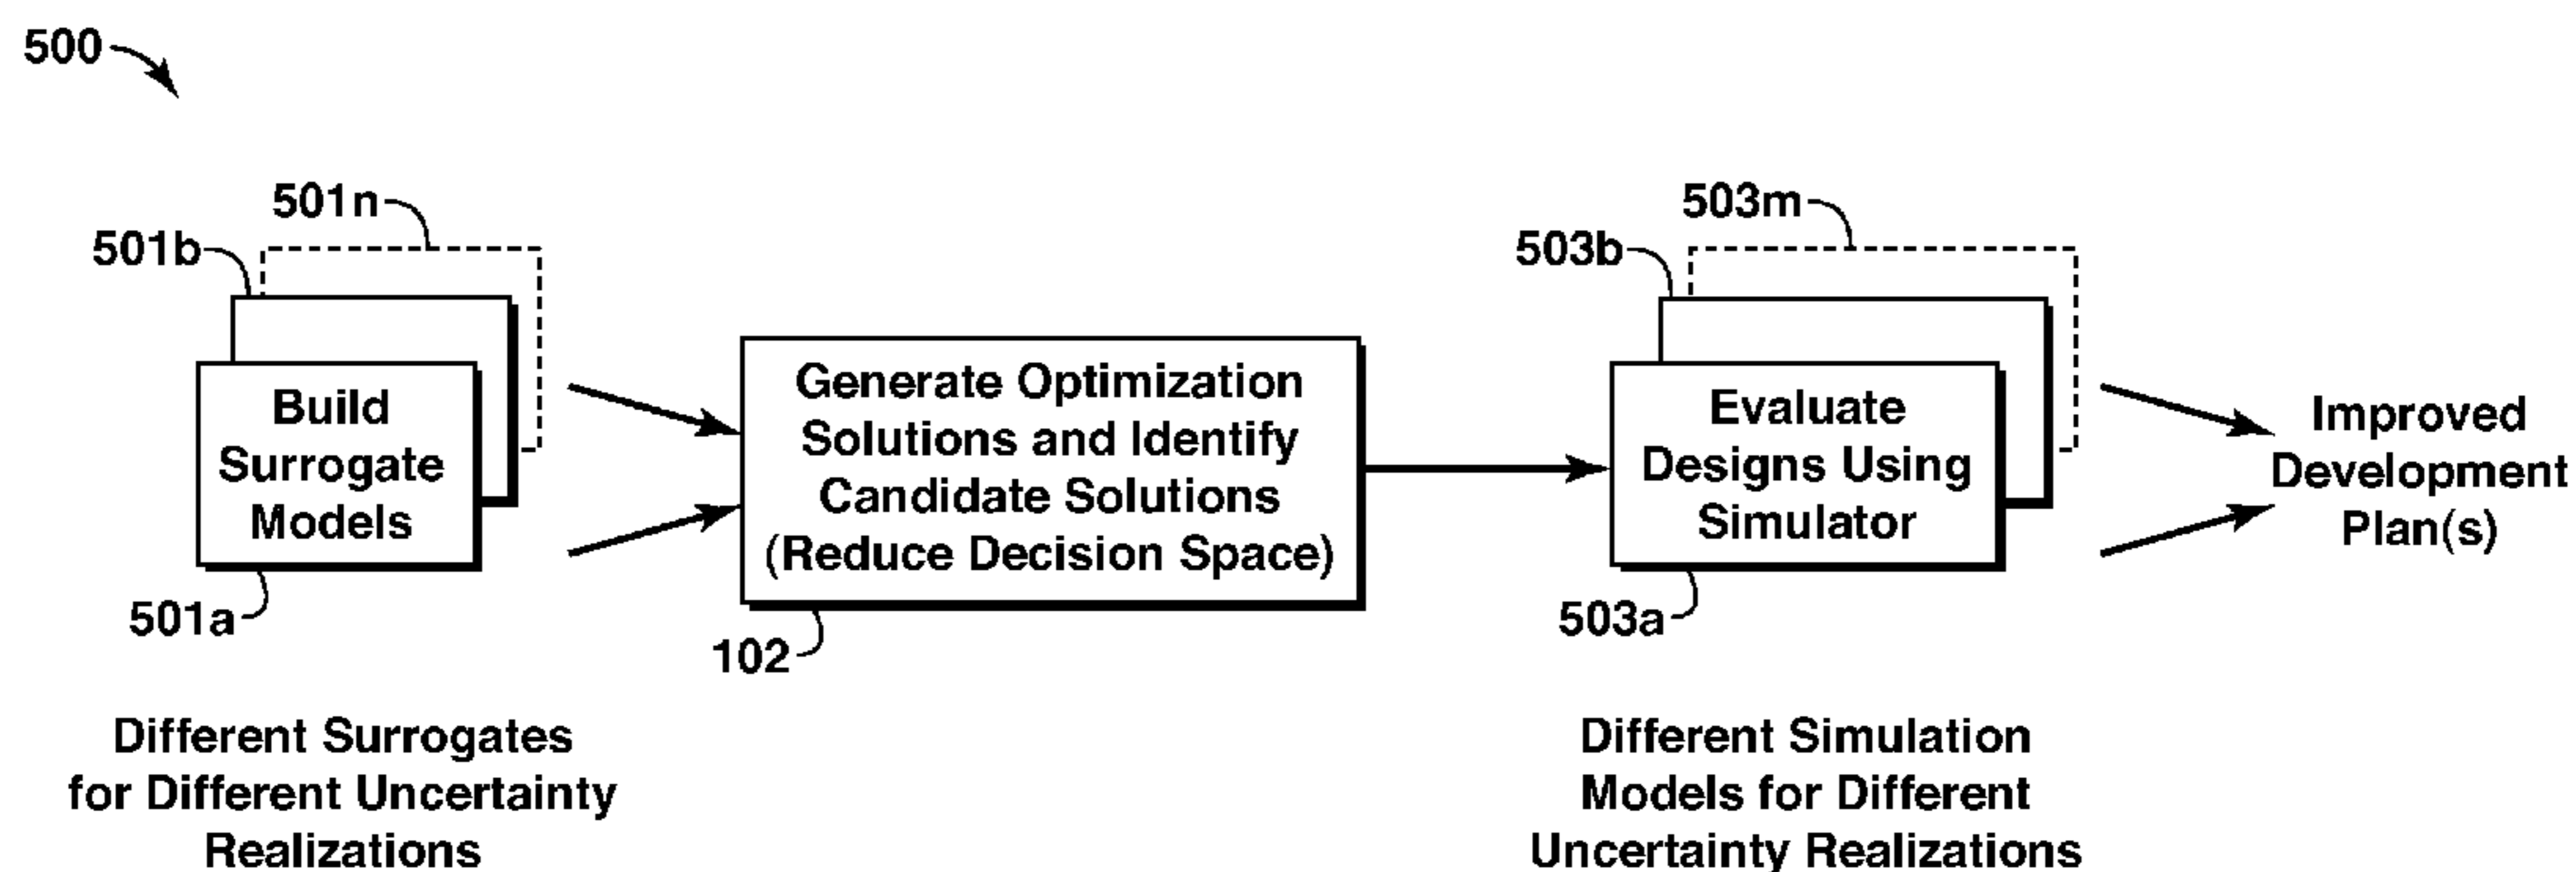 500
501n
501b
Build
Surrogate
Models
501a
Different Surrogates
for Different Uncertainty
Realizations
Generate Optimization
Solutions and Identify
Candidate Solutions
(Reduce Decision Space)
102
503m
503b
Evaluate
Designs Using
Simulator
503a
Different Simulation
Models for Different
Uncertainty Realizations
Improved
Development
Plan(s)